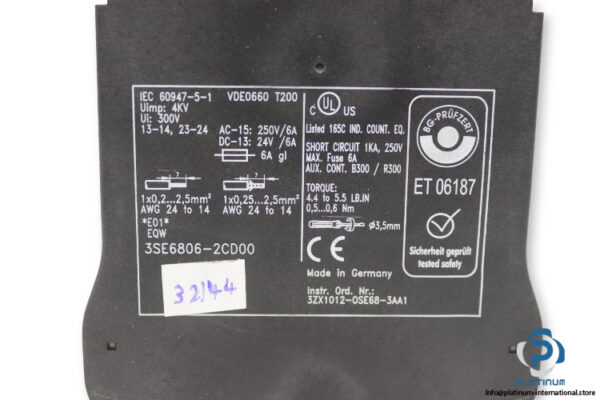 IEC 60947-5-1 VDE0660 T200
Uimp: 4KV
Ui: 300V
13-14, 23-24 AC-15: 250V/6A
DC-13: 24V /6A
6A gl
7 7
1x0,2...2,5mm² 1x0,25...2,5mm²
AWG 24 to 14 AWG 24 to 14
*E01*
EQW
3SE6806-2CD00
32144
C UL US
Listed 165C IND. COUNT. EQ.
SHORT CIRCUIT 1KA, 250V
MAX. Fuse 6A
AUX. CONT. B300 / R300
TORQUE:
4.4 to 5.5 LB.IN
0,5...0,6 Nm
Ø3,5mm
CE
Made in Germany
Instr. Ord. Nr.:
3ZX1012-0SE68-3AA1
BG-PRÜFZERT
ET 06187
Sicherheit geprüft
tested safety
PLATINUM
info@platinum-international.store